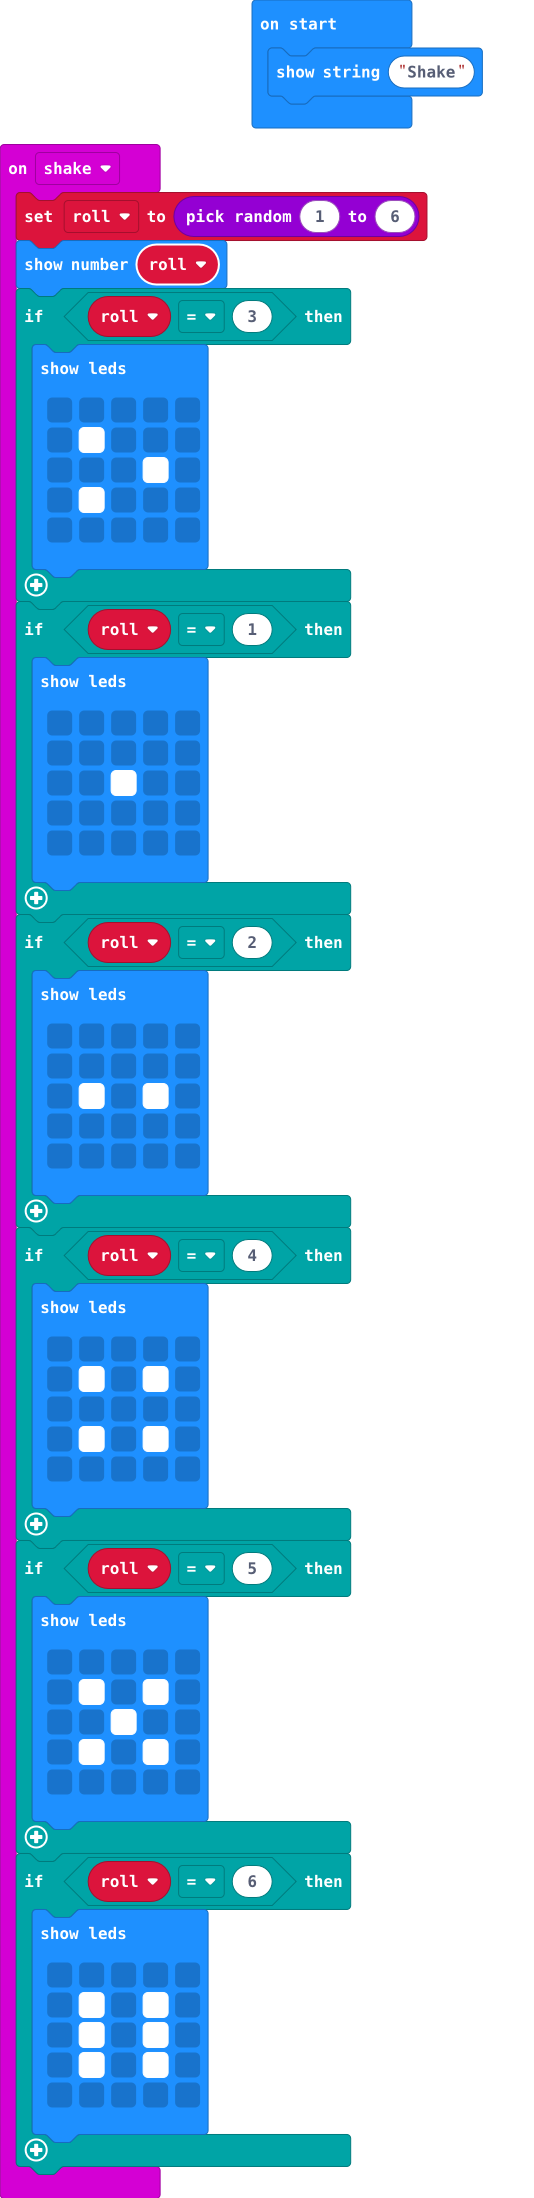 on start
show string "Shake"
on shake
set roll to pick random 1 to 6
show number roll
if roll = 3 then
show leds
if roll = 1 then
show leds
if roll = 2 then
show leds
if roll = 4 then
show leds
if roll = 5 then
show leds
if roll = 6 then
show leds